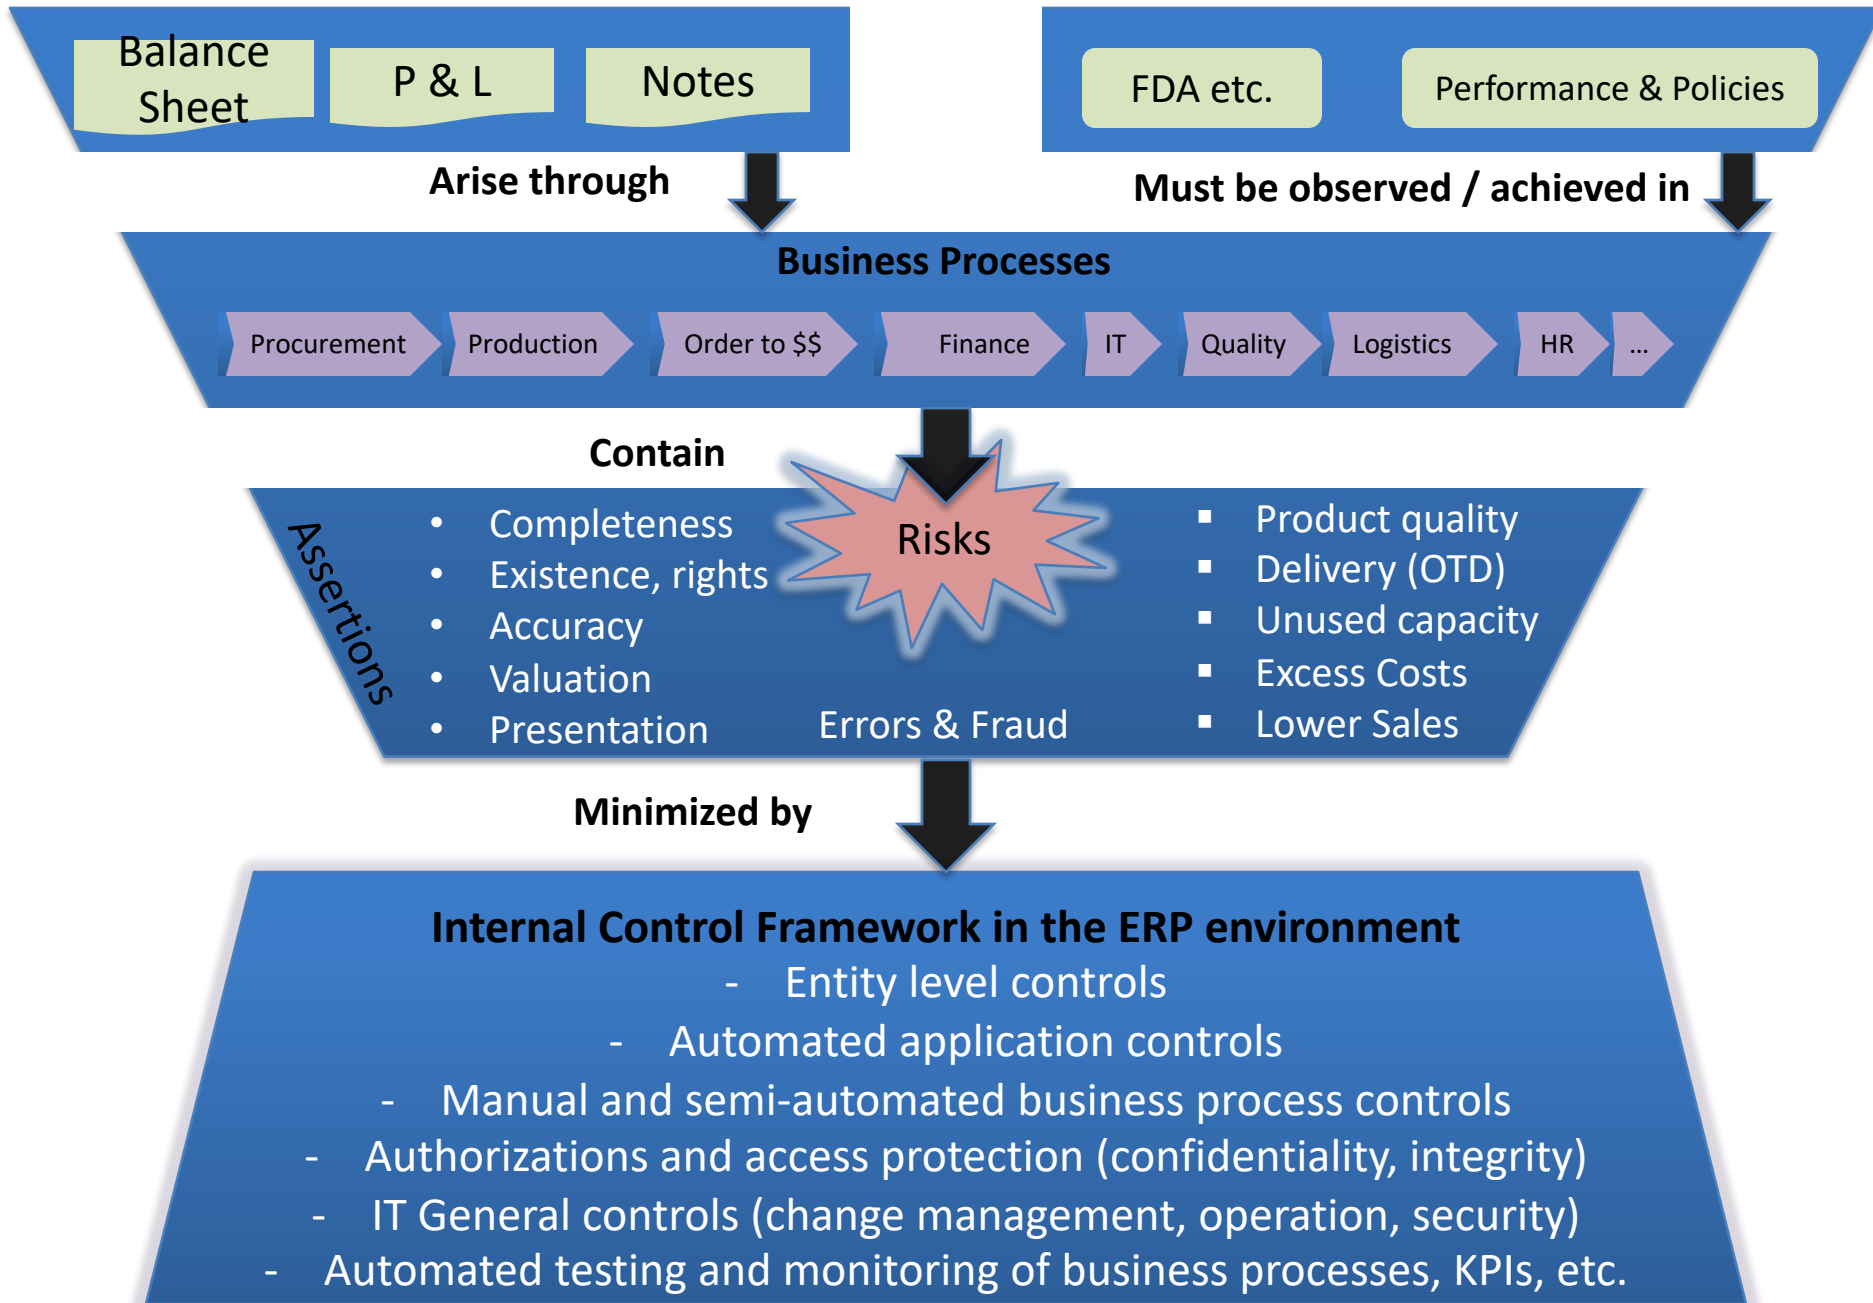 Balance
Sheet
P & L
Notes
FDA etc.
Performance & Policies
Arise through
Must be observed / achieved in
Business Processes
Procurement
Production
Order to $$
Finance
IT
Quality
Logistics
HR
...
Contain
Assertions
• Completeness
• Existence, rights
• Accuracy
• Valuation
• Presentation
Risks
Errors & Fraud
▪ Product quality
▪ Delivery (OTD)
▪ Unused capacity
▪ Excess Costs
▪ Lower Sales
Minimized by
Internal Control Framework in the ERP environment
- Entity level controls
- Automated application controls
- Manual and semi-automated business process controls
- Authorizations and access protection (confidentiality, integrity)
- IT General controls (change management, operation, security)
- Automated testing and monitoring of business processes, KPIs, etc.